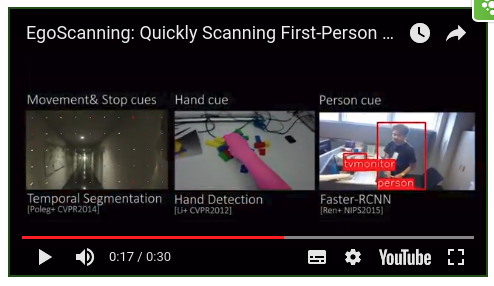 EgoScanning: Quickly Scanning First-Person ...
Movement& Stop cues
Hand cue
Person cue
tvmonitor
person
Temporal Segmentation
[Poleg+ CVPR2014]
Hand Detection
[Li+ CVPR2012]
Faster-RCNN
[Ren+ NIPS2015]
0:17 / 0:30
YouTube